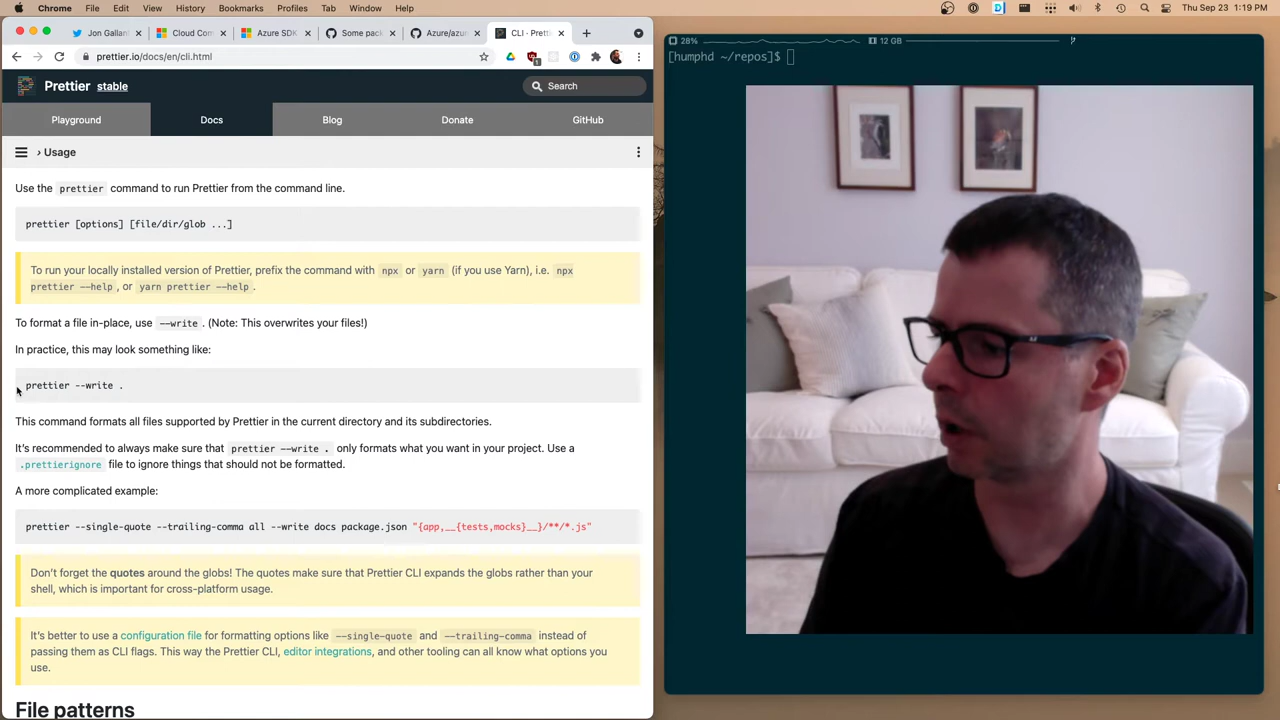 Chrome File Edit View History Bookmarks Profiles Tab Window Help Thu Sep 23 1:19 PM
Jon Gallant Cloud Com Azure SDK Some pac Azure/azur CLI · Pretti
prettier.io/docs/en/cli.html
Prettier stable Search
Playground Docs Blog Donate GitHub
› Usage
Use the prettier command to run Prettier from the command line.
prettier [options] [file/dir/glob ...]
To run your locally installed version of Prettier, prefix the command with npx or yarn (if you use Yarn), i.e. npx
prettier --help, or yarn prettier --help.
To format a file in-place, use --write. (Note: This overwrites your files!)
In practice, this may look something like:
prettier --write .
This command formats all files supported by Prettier in the current directory and its subdirectories.
It's recommended to always make sure that prettier --write . only formats what you want in your project. Use a
.prettierignore file to ignore things that should not be formatted.
A more complicated example:
prettier --single-quote --trailing-comma all --write docs package.json "{app,__{tests,mocks}__}/**/*.js"
Don't forget the quotes around the globs! The quotes make sure that Prettier CLI expands the globs rather than your
shell, which is important for cross-platform usage.
It's better to use a configuration file for formatting options like --single-quote and --trailing-comma instead of
passing them as CLI flags. This way the Prettier CLI, editor integrations, and other tooling can all know what options you
use.
File patterns
28% 12 GB
[humphd ~/repos]$